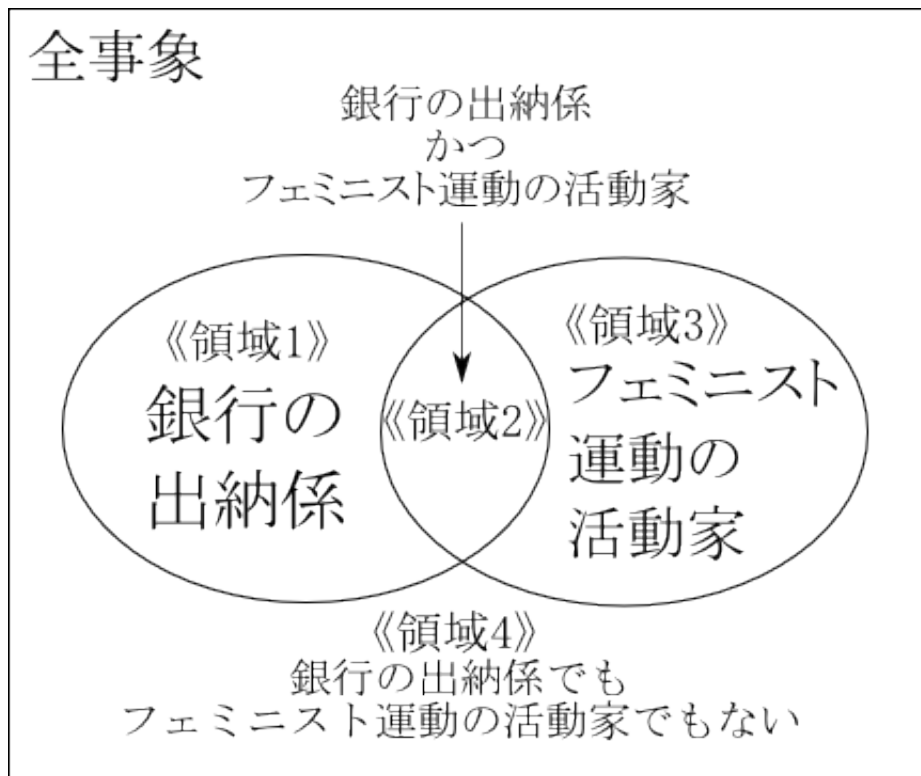 全事象
銀行の出納係
かつ
フェミニスト運動の活動家
《領域1》
銀行の
出納係
《領域2》
《領域3》
フェミニスト
運動の
活動家
《領域4》
銀行の出納係でも
フェミニスト運動の活動家でもない